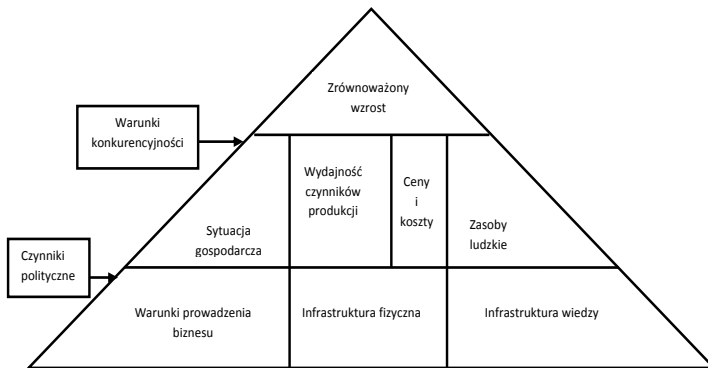 Zrównoważony
wzrost
Warunki
konkurencyjności
Wydajność
czynników
produkcji
Ceny
i
koszty
Sytuacja
gospodarcza
Zasoby
ludzkie
Czynniki
polityczne
Warunki prowadzenia
biznesu
Infrastruktura fizyczna
Infrastruktura wiedzy